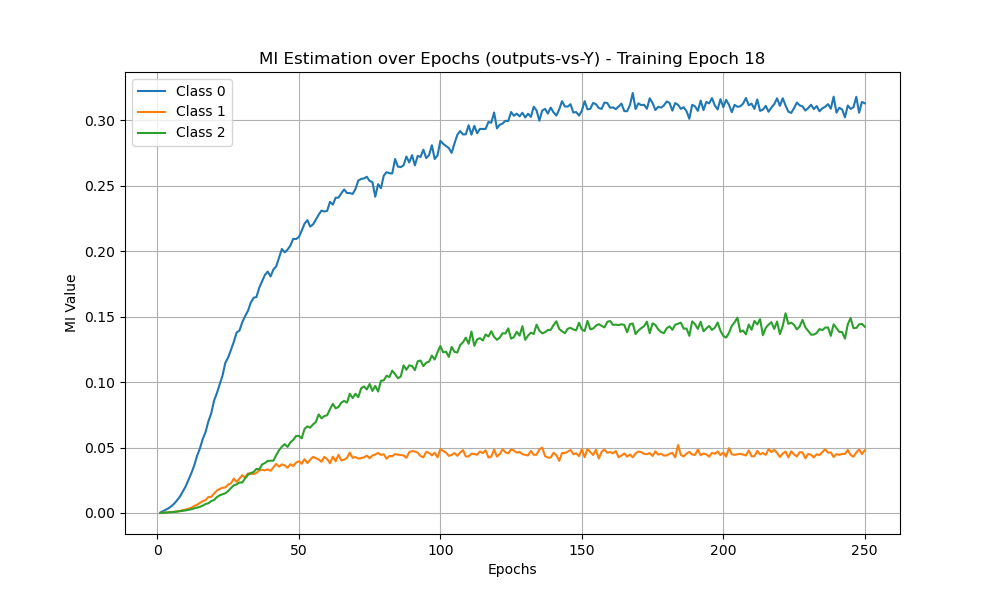 MI Estimation over Epochs (outputs-vs-Y) - Training Epoch 18
Class 0
Class 1
Class 2
MI Value
0.30
0.25
0.20
0.15
0.10
0.05
0.00
0 50 100 150 200 250
Epochs